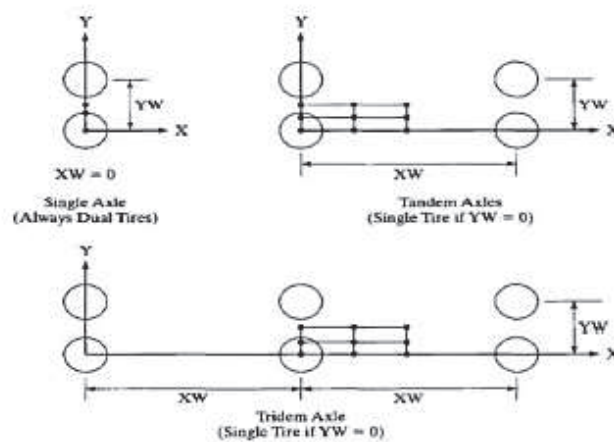 Y
YW
X
XW = 0
Single Axle
(Always Dual Tires)
Y
YW
X
XW
Tandem Axles
(Single Tire if YW = 0)
Y
YW
X
XW
XW
Tridem Axle
(Single Tire if YW = 0)